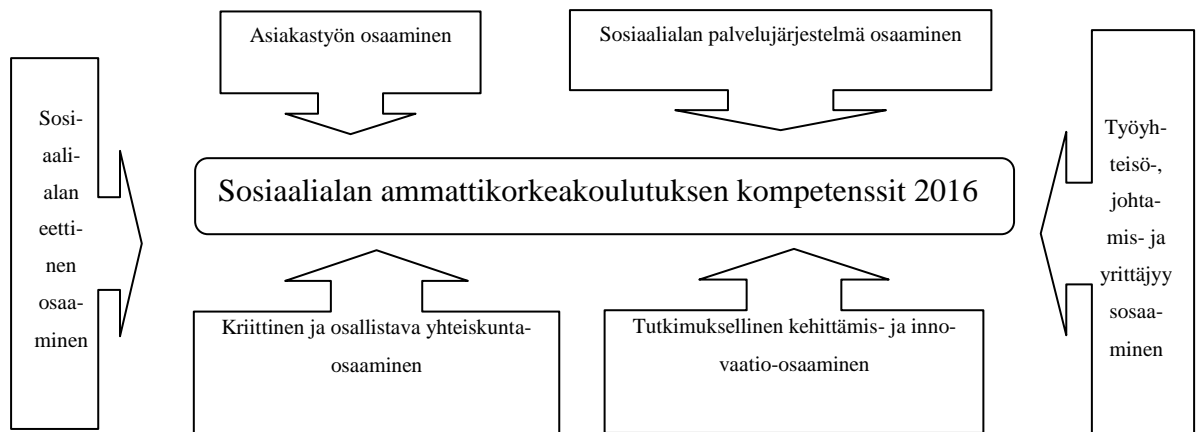 Asiakastyön osaaminen
Sosiaalialan palvelujärjestelmä osaaminen
Sosi-
aali-
alan
eetti-
nen
osaa-
minen
Sosiaalialan ammattikorkeakoulutuksen kompetenssit 2016
Työyh-
teisö-,
johta-
mis- ja
yrittäjyy
sosaa-
minen
Kriittinen ja osallistava yhteiskunta-
osaaminen
Tutkimuksellinen kehittämis- ja inno-
vaatio-osaaminen